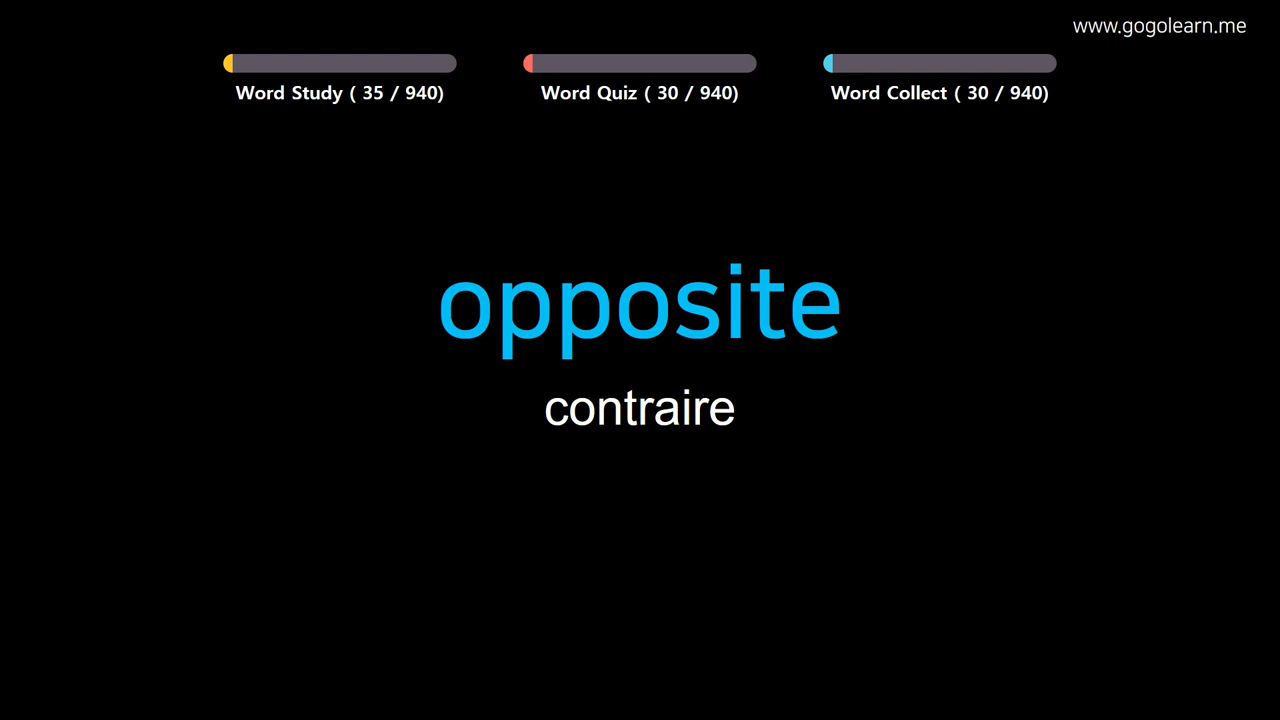 www.gogolearn.me
Word Study ( 35 / 940)
Word Quiz ( 30 / 940)
Word Collect ( 30 / 940)
opposite
contraire